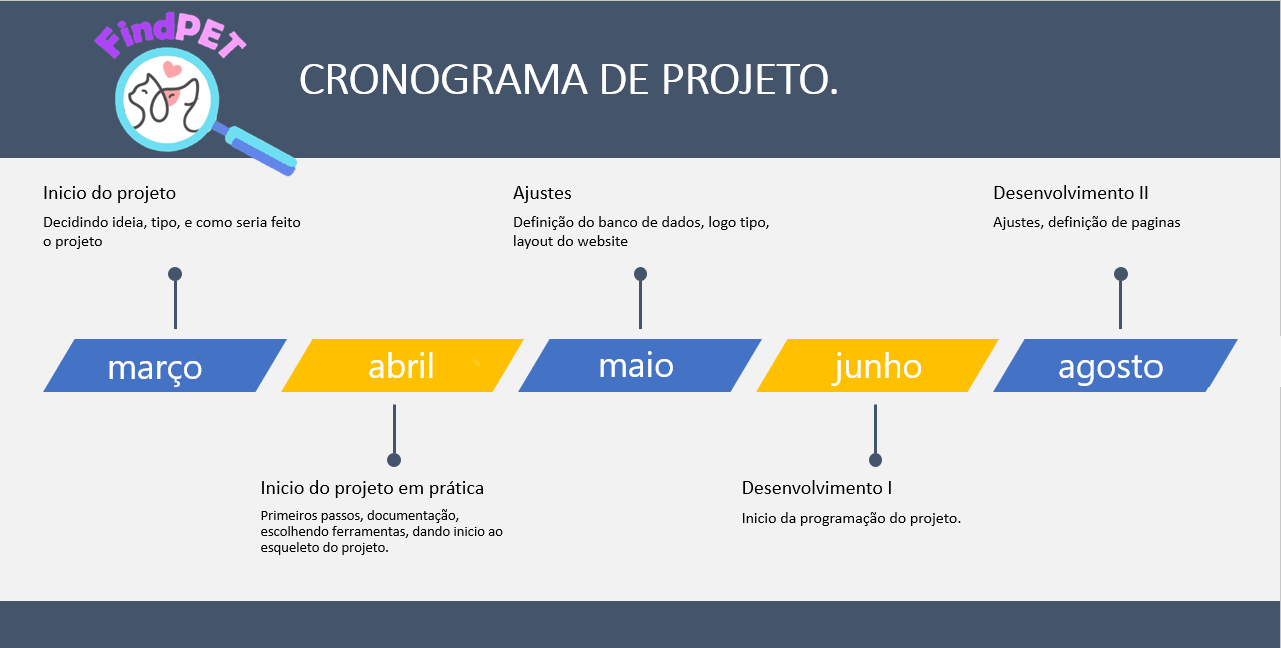 FindPET
CRONOGRAMA DE PROJETO.
Inicio do projeto
Decidindo ideia, tipo, e como seria feito
o projeto
Ajustes
Definição do banco de dados, logo tipo,
layout do website
Desenvolvimento II
Ajustes, definição de paginas
março
abril
maio
junho
agosto
Inicio do projeto em prática
Primeiros passos, documentação,
escolhendo ferramentas, dando inicio ao
esqueleto do projeto.
Desenvolvimento I
Inicio da programação do projeto.